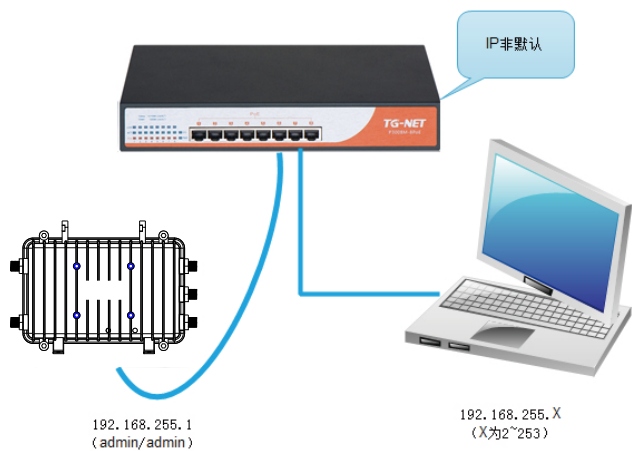 IP非默认
TG-NET
192.168.255.1
（admin/admin）
192.168.255.X
（X为2~253）